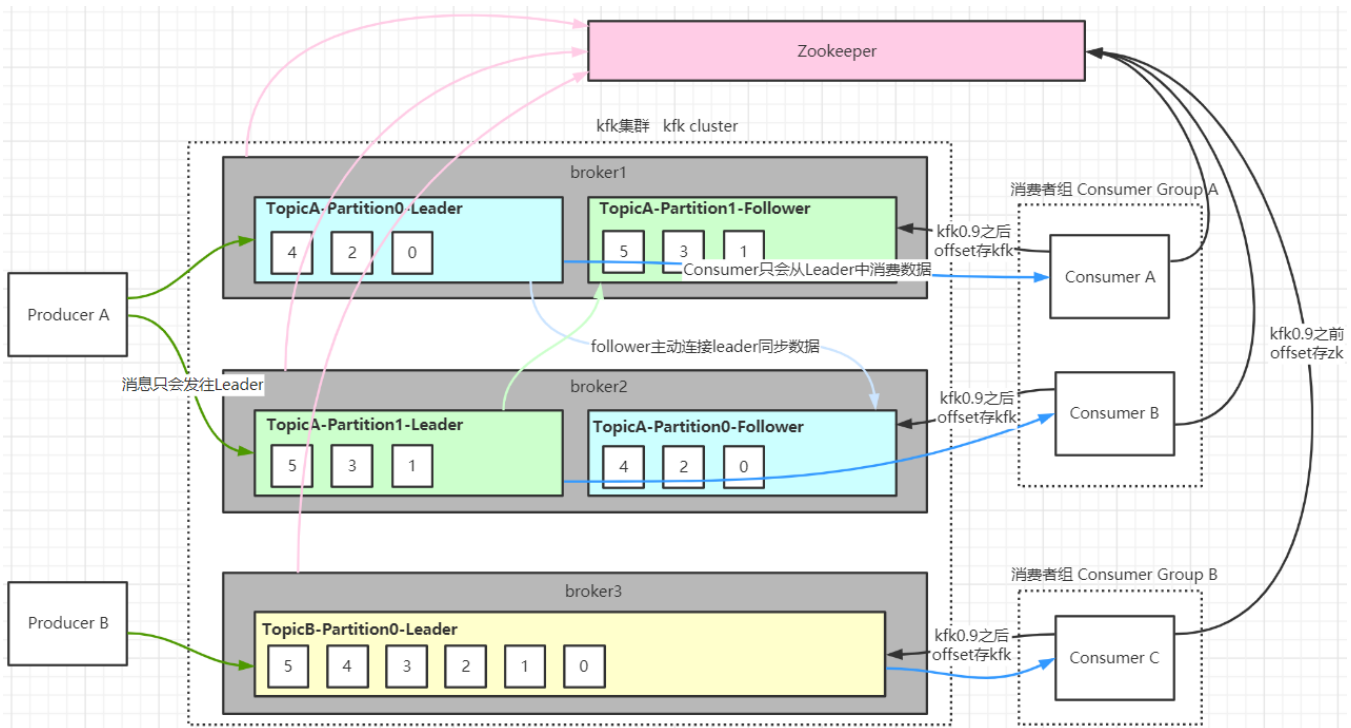 Zookeeper
kfk集群 kfk cluster
broker1
TopicA-Partition0-Leader
4 2 0
TopicA-Partition1-Follower
5 3 1
Consumer只会从Leader中消费数据
kfk0.9之后
offset存kfk
消费者组 Consumer Group A
Consumer A
Producer A
消息只会发往Leader
follower主动连接leader同步数据
kfk0.9之前
offset存zk
broker2
TopicA-Partition1-Leader
5 3 1
TopicA-Partition0-Follower
4 2 0
kfk0.9之后
offset存kfk
Consumer B
Producer B
broker3
TopicB-Partition0-Leader
5 4 3 2 1 0
kfk0.9之后
offset存kfk
消费者组 Consumer Group B
Consumer C